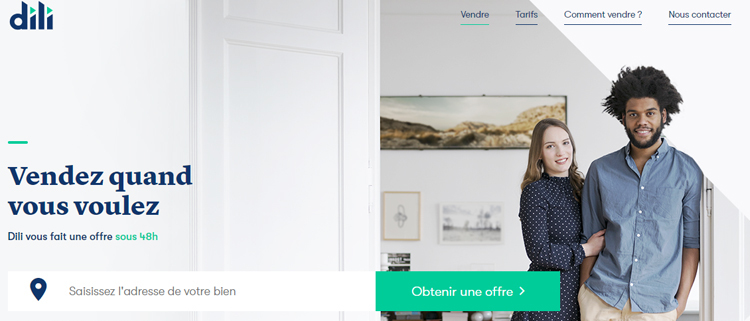 dili
Vendre Tarifs Comment vendre ? Nous contacter
Vendez quand
vous voulez
Dili vous fait une offre sous 48h
Saisissez l'adresse de votre bien
Obtenir une offre >